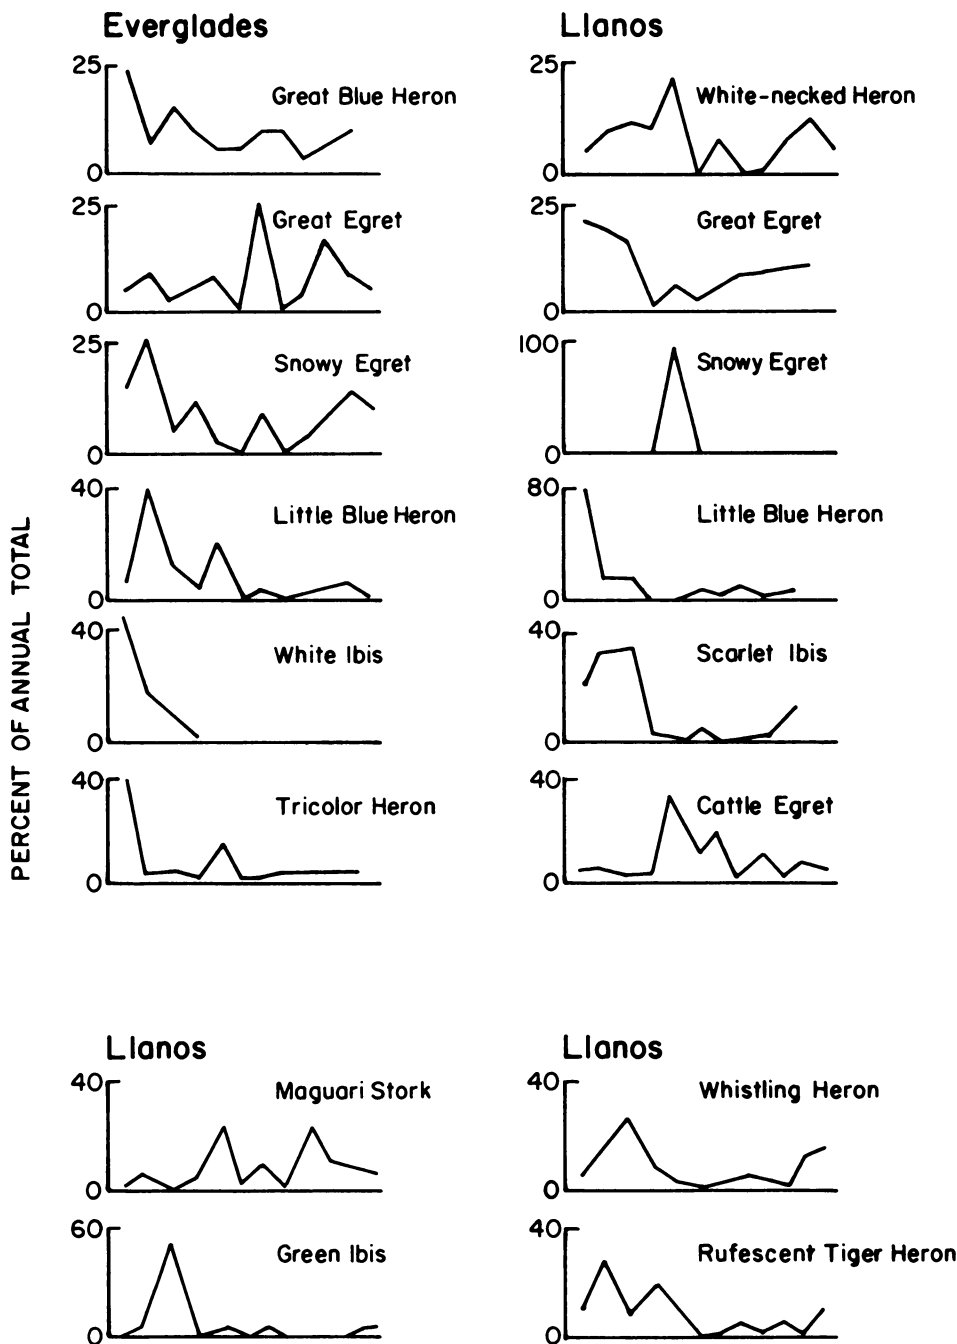 Everglades
Llanos
25
Great Blue Heron
0
25
White-necked Heron
0
25
Great Egret
0
25
Great Egret
0
25
Snowy Egret
0
100
Snowy Egret
0
40
Little Blue Heron
0
80
Little Blue Heron
0
40
White Ibis
0
40
Scarlet Ibis
0
40
Tricolor Heron
0
40
Cattle Egret
0
PERCENT OF ANNUAL TOTAL
Llanos
Llanos
40
Maguari Stork
0
40
Whistling Heron
0
60
Green Ibis
0
40
Rufescent Tiger Heron
0